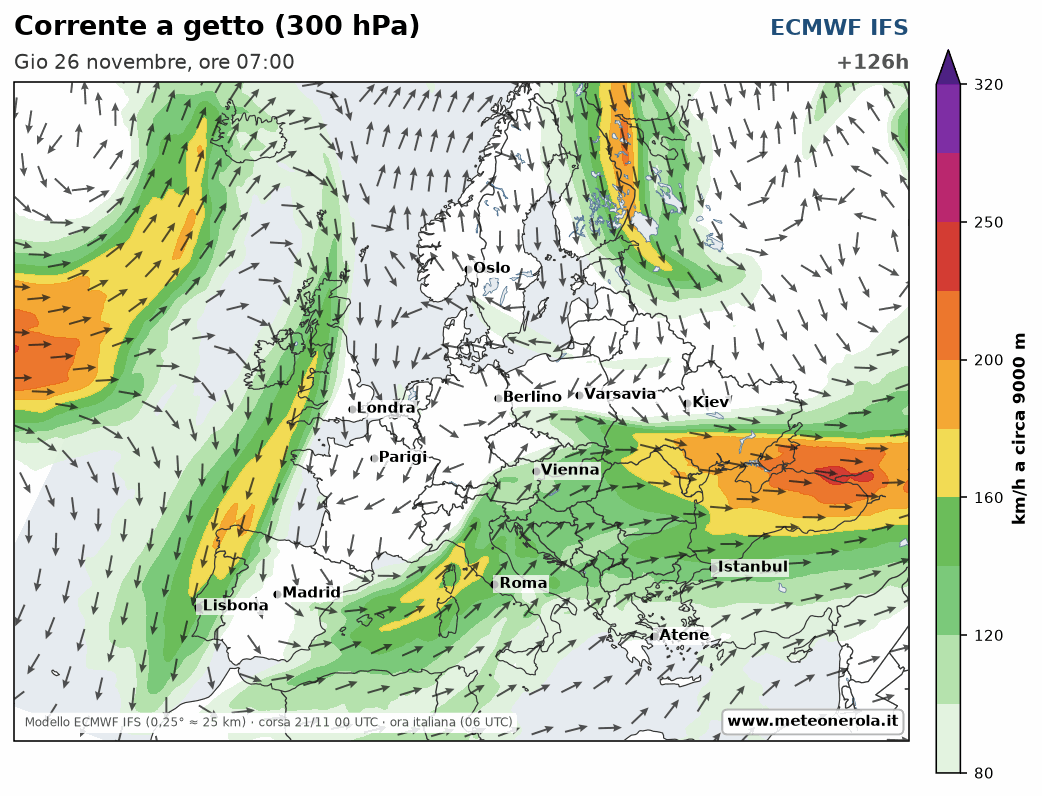 Corrente a getto (300 hPa)
ECMWF IFS
Gio 26 novembre, ore 07:00
+126h
320
250
200
160
120
80
km/h a circa 9000 m
Oslo
Londra
Berlino
Varsavia
Kiev
Parigi
Vienna
Istanbul
Roma
Madrid
Lisbona
Atene
Modello ECMWF IFS (0,25° ≈ 25 km) · corsa 21/11 00 UTC · ora italiana (06 UTC)
www.meteonerola.it